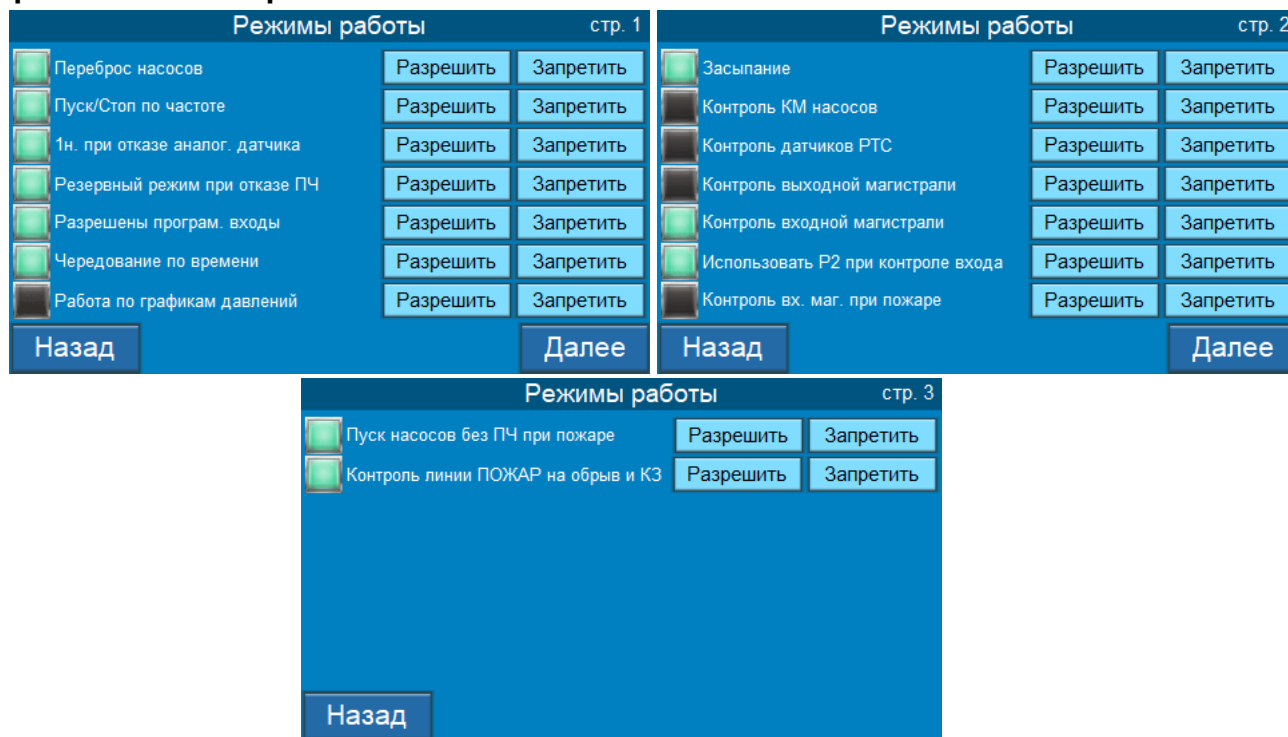 Режимы работы стр. 1
Переброс насосов Разрешить Запретить
Пуск/Стоп по частоте Разрешить Запретить
1н. при отказе аналог. датчика Разрешить Запретить
Резервный режим при отказе ПЧ Разрешить Запретить
Разрешены програм. входы Разрешить Запретить
Чередование по времени Разрешить Запретить
Работа по графикам давлений Разрешить Запретить
Назад Далее
Режимы работы стр. 2
Засыпание Разрешить Запретить
Контроль КМ насосов Разрешить Запретить
Контроль датчиков РТС Разрешить Запретить
Контроль выходной магистрали Разрешить Запретить
Контроль входной магистрали Разрешить Запретить
Использовать Р2 при контроле входа Разрешить Запретить
Контроль вх. маг. при пожаре Разрешить Запретить
Назад Далее
Режимы работы стр. 3
Пуск насосов без ПЧ при пожаре Разрешить Запретить
Контроль линии ПОЖАР на обрыв и КЗ Разрешить Запретить
Назад